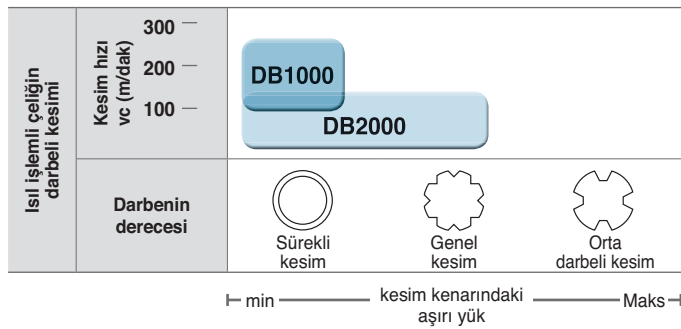 Isıl işlemli çeliğin
darbeli kesimi
Kesim hızı
vc (m/dak)
300
200
100
DB1000
DB2000
Darbenin
derecesi
Sürekli
kesim
Genel
kesim
Orta
darbeli kesim
min
kesim kenarındaki
aşırı yük
Maks